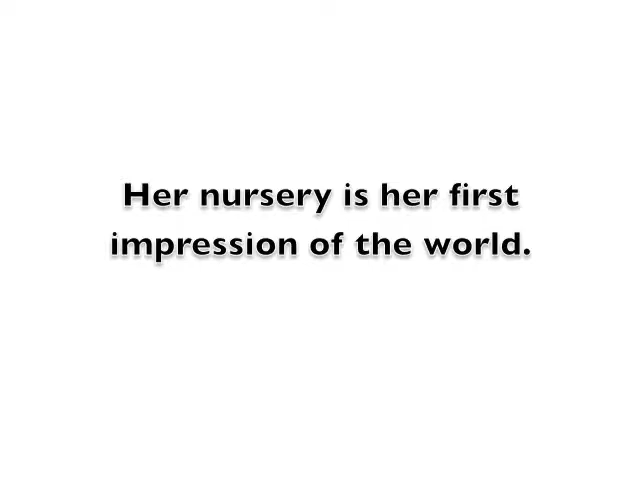 Her nursery is her first
impression of the world.